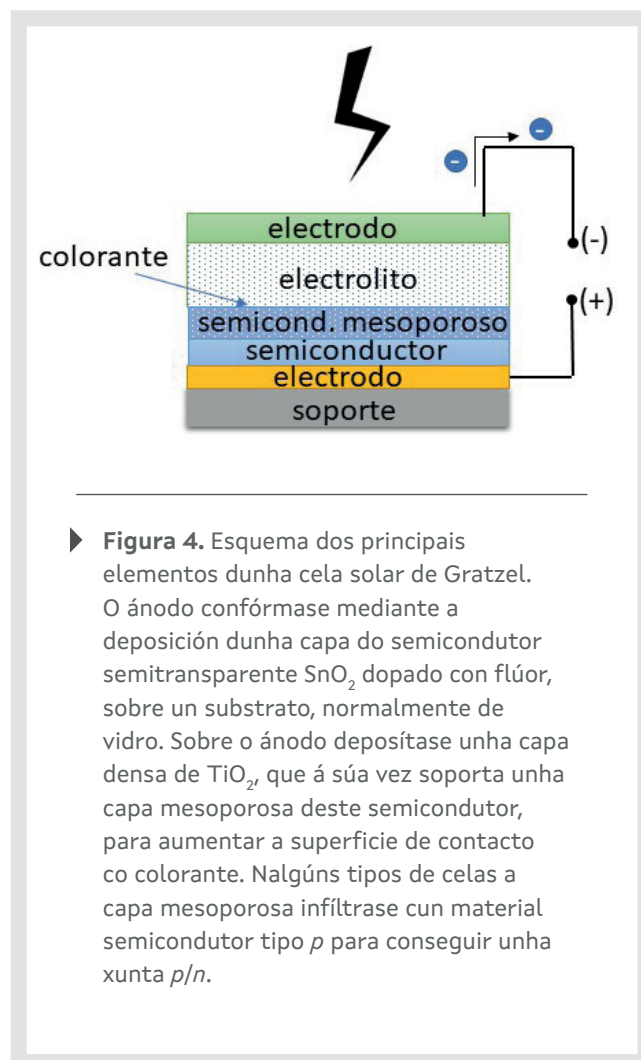 electrodo
colorante
electrolito
(-)
(+)
semicond. mesoporoso
semiconductor
electrodo
soporte
Figura 4. Esquema dos principais
elementos dunha cela solar de Gratzel.
O ánodo confórmase mediante a
deposición dunha capa do semicondutor
semitransparente SnO₂ dopado con flúor,
sobre un substrato, normalmente de
vidro. Sobre o ánodo deposítase unha capa
densa de TiO₂, que á súa vez soporta unha
capa mesoporosa deste semicondutor,
para aumentar a superficie de contacto
co colorante. Nalgúns tipos de celas a
capa mesoporosa infíltrase cun material
semicondutor tipo p para conseguir unha
xunta p/n.